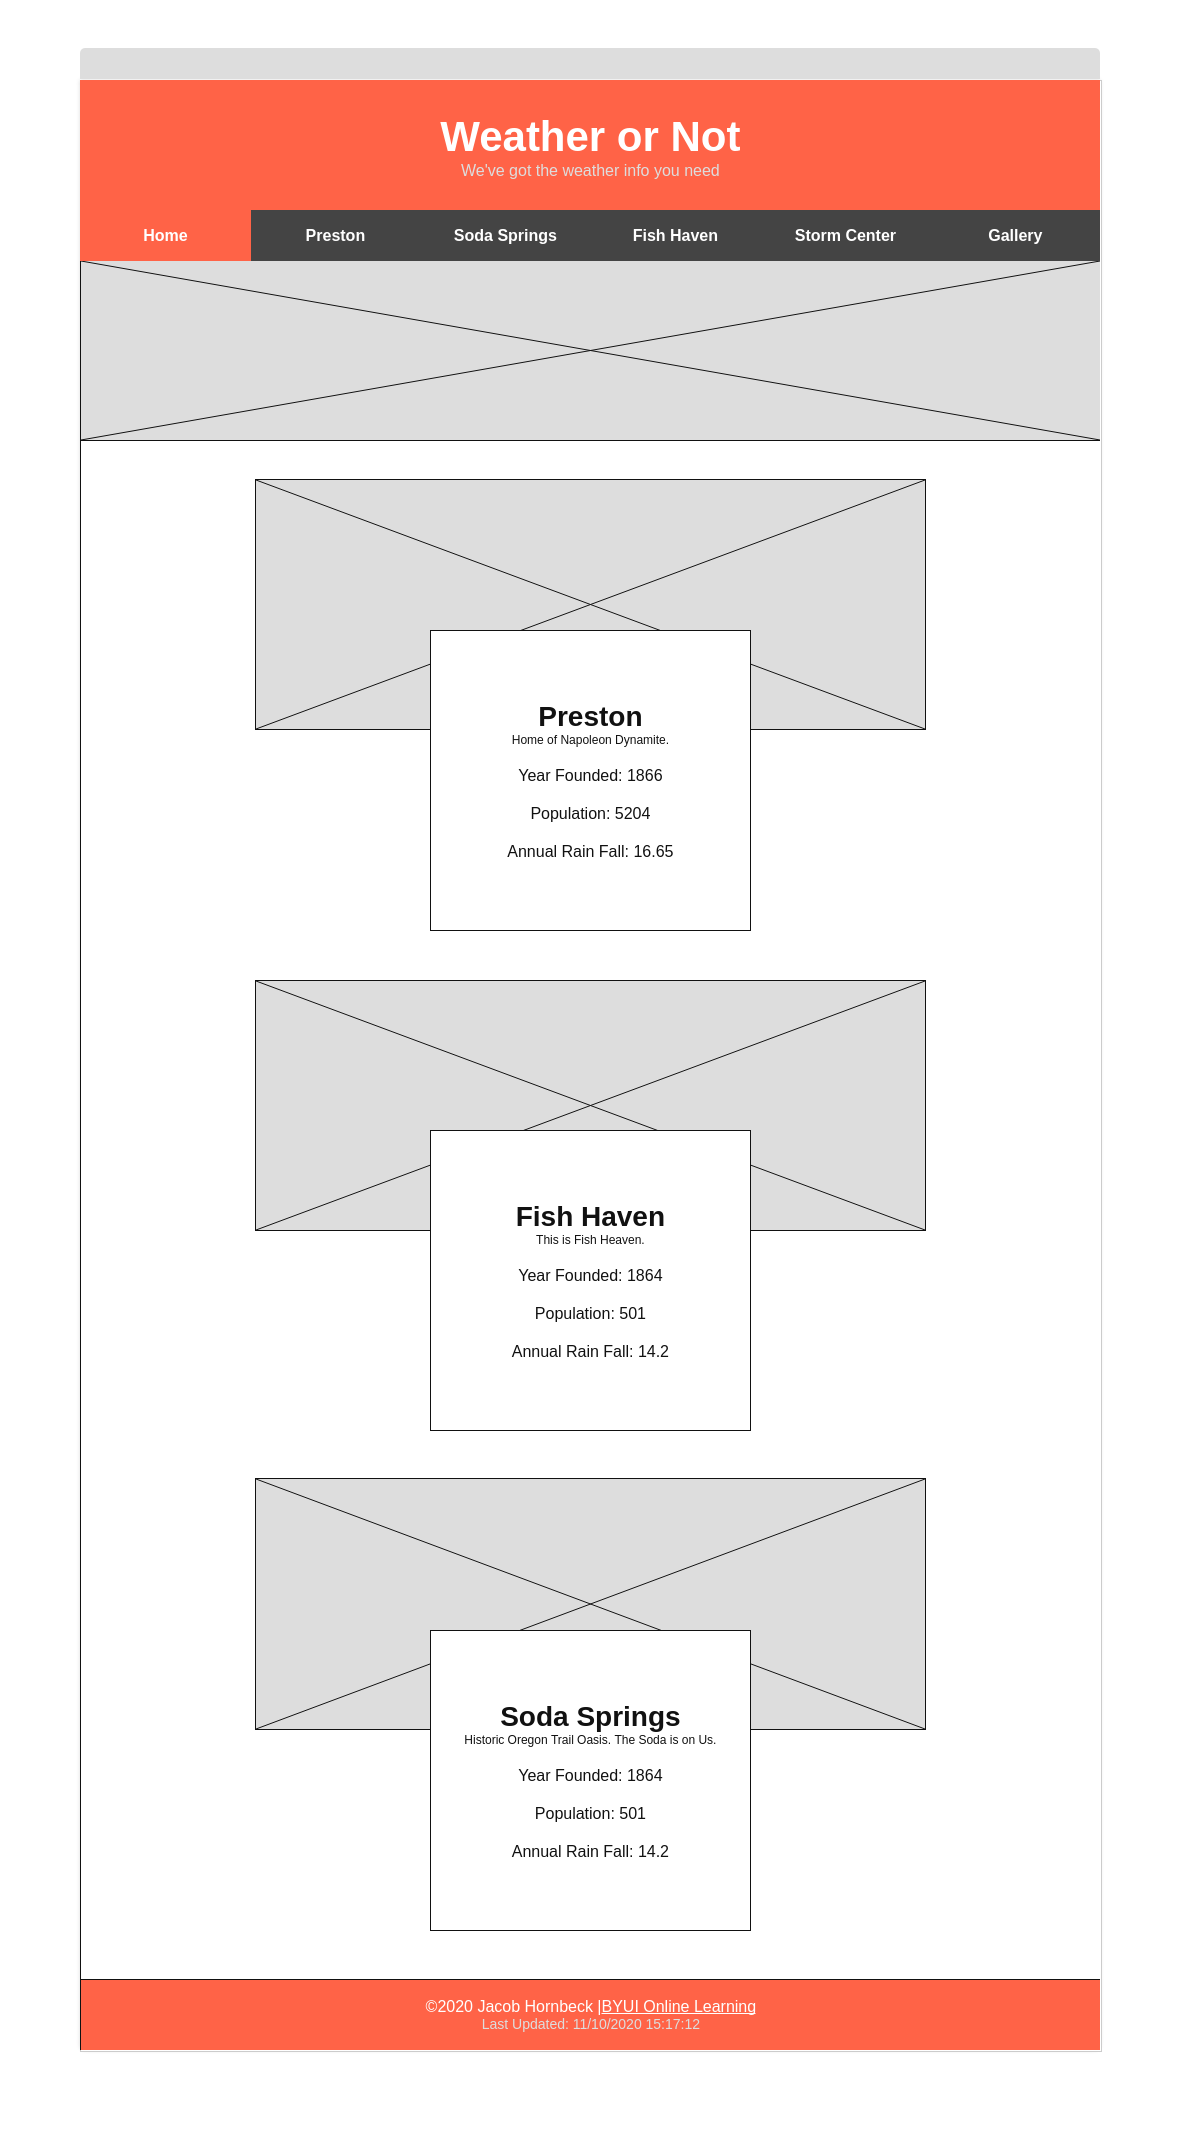 Weather or Not
We've got the weather info you need
Home Preston Soda Springs Fish Haven Storm Center Gallery
Preston
Home of Napoleon Dynamite.
Year Founded: 1866
Population: 5204
Annual Rain Fall: 16.65
Fish Haven
This is Fish Heaven.
Year Founded: 1864
Population: 501
Annual Rain Fall: 14.2
Soda Springs
Historic Oregon Trail Oasis. The Soda is on Us.
Year Founded: 1864
Population: 501
Annual Rain Fall: 14.2
©2020 Jacob Hornbeck |BYUI Online Learning
Last Updated: 11/10/2020 15:17:12